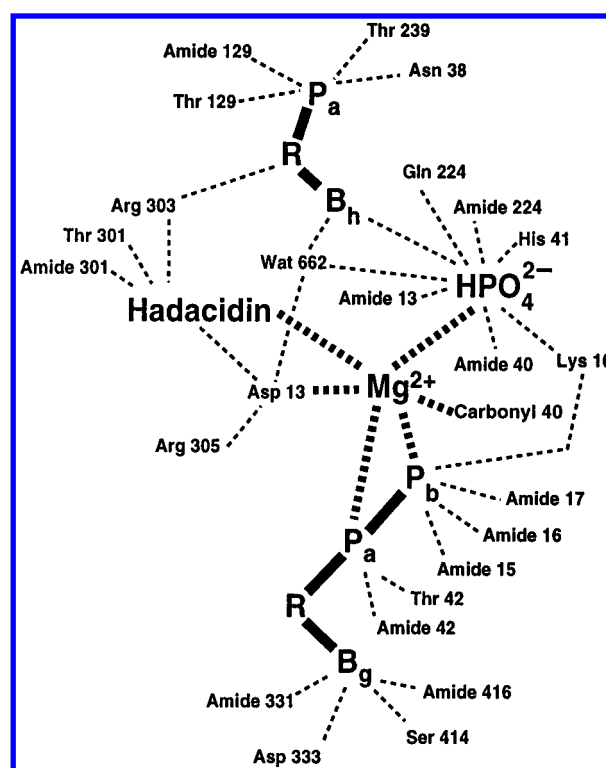 Thr 239
Amide 129
Asn 38
Thr 129
Pa
R
Gln 224
Bh
Arg 303
Amide 224
Thr 301
His 41
Wat 662
Amide 301
Amide 13
HPO4 2–
Hadacidin
Amide 40
Lys 16
Mg2+
Asp 13
Carbonyl 40
Arg 305
Pb
Amide 17
Amide 16
Pa
Amide 15
Thr 42
R
Amide 42
Bg
Amide 331
Amide 416
Ser 414
Asp 333